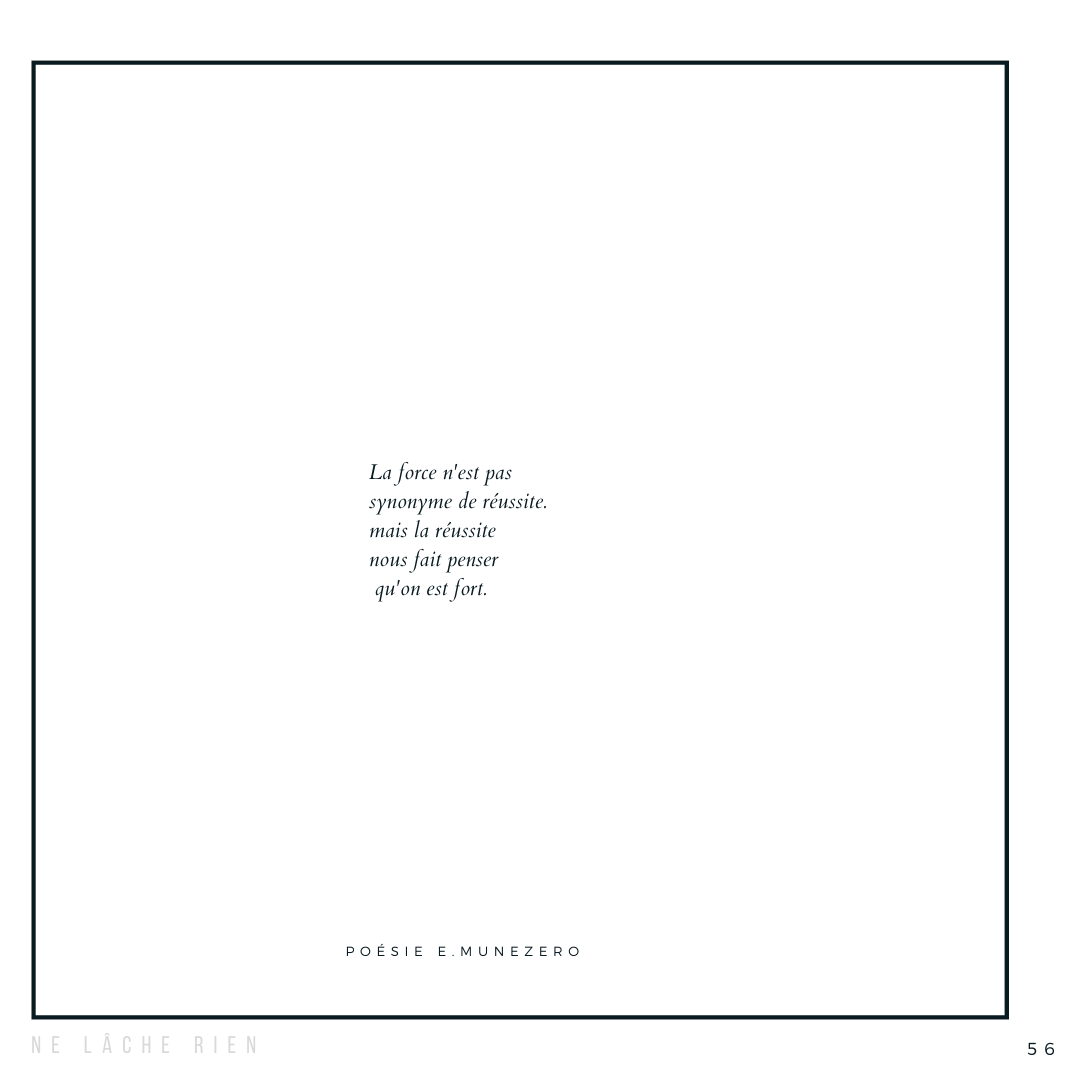 La force n'est pas
synonyme de réussite.
mais la réussite
nous fait penser
qu'on est fort.
POÉSIE E.MUNEZERO
NE LÂCHE RIEN
56